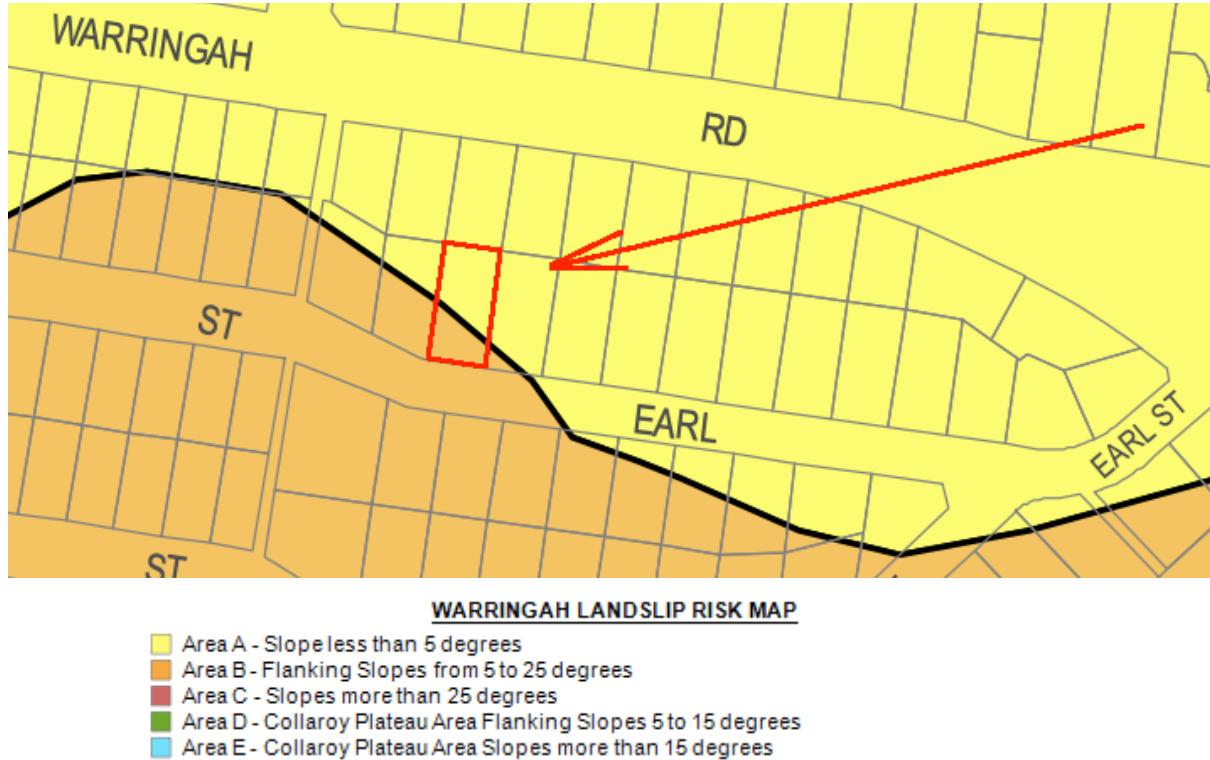 WARRINGAH
RD
ST
EARL
EARL ST
ST
WARRINGAH LANDSLIP RISK MAP
Area A - Slope less than 5 degrees
Area B - Flanking Slopes from 5 to 25 degrees
Area C - Slopes more than 25 degrees
Area D - Collaroy Plateau Area Flanking Slopes 5 to 15 degrees
Area E - Collaroy Plateau Area Slopes more than 15 degrees